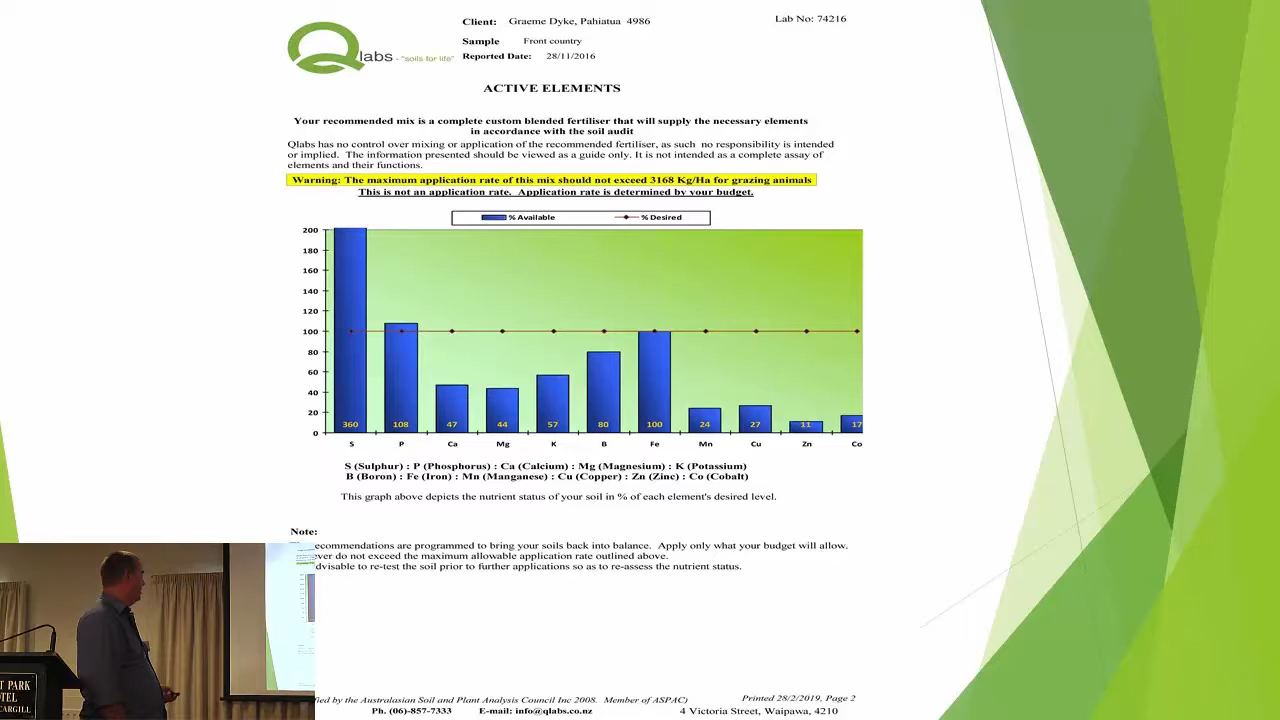 Client: Graeme Dyke, Pahiatua 4986
Lab No: 74216
Qlabs - "soils for life"
Sample Front country
Reported Date: 28/11/2016
ACTIVE ELEMENTS
Your recommended mix is a complete custom blended fertiliser that will supply the necessary elements
in accordance with the soil audit
Qlabs has no control over mixing or application of the recommended fertiliser, as such no responsibility is intended
or implied. The information presented should be viewed as a guide only. It is not intended as a complete assay of
elements and their functions.
Warning: The maximum application rate of this mix should not exceed 3168 Kg/Ha for grazing animals
This is not an application rate. Application rate is determined by your budget.
% Available % Desired
200
180
160
140
120
100
80
60
40
20
0
360 108 47 44 57 80 100 24 27 11 17
S P Ca Mg K B Fe Mn Cu Zn Co
S (Sulphur) : P (Phosphorus) : Ca (Calcium) : Mg (Magnesium) : K (Potassium)
B (Boron) : Fe (Iron) : Mn (Manganese) : Cu (Copper) : Zn (Zinc) : Co (Cobalt)
This graph above depicts the nutrient status of your soil in % of each element's desired level.
Note:
ecommendations are programmed to bring your soils back into balance. Apply only what your budget will allow.
ver do not exceed the maximum allowable application rate outlined above.
dvisable to re-test the soil prior to further applications so as to re-assess the nutrient status.
T PARK
OTEL
CARGILL
fied by the Australasian Soil and Plant Analysis Council Inc 2008. Member of ASPAC)
Printed 28/2/2019, Page 2
Ph. (06)-857-7333 E-mail: info@qlabs.co.nz
4 Victoria Street, Waipawa, 4210